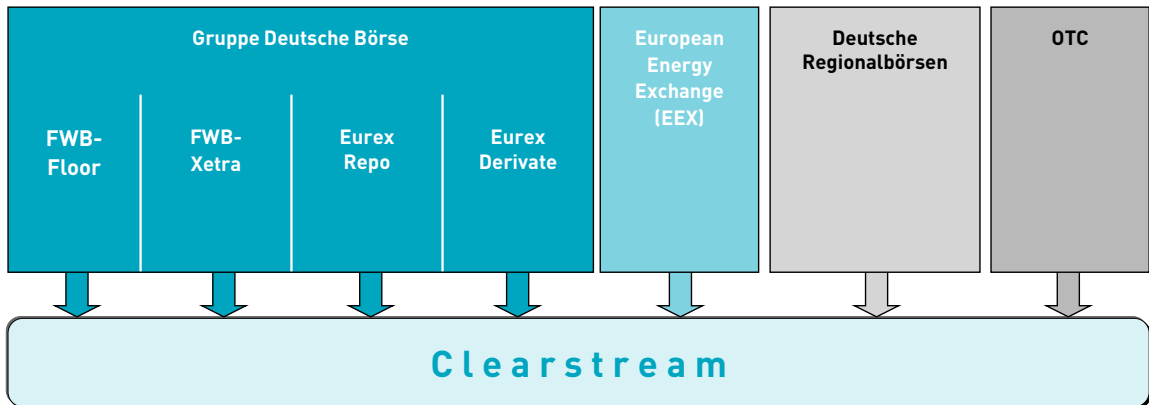 Gruppe Deutsche Börse
FWB-
Floor
FWB-
Xetra
Eurex
Repo
Eurex
Derivate
European
Energy
Exchange
(EEX)
Deutsche
Regionalbörsen
OTC
Clearstream